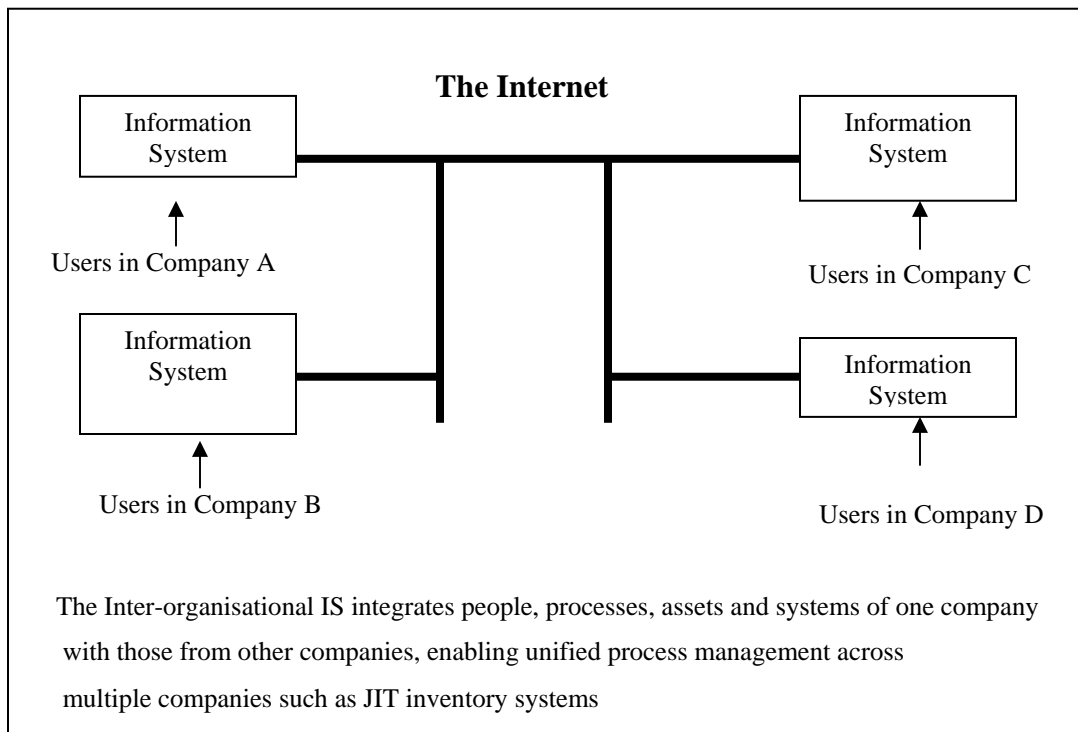 The Internet
Information
System
Users in Company A
Information
System
Users in Company C
Information
System
Users in Company B
Information
System
Users in Company D
The Inter-organisational IS integrates people, processes, assets and systems of one company
with those from other companies, enabling unified process management across
multiple companies such as JIT inventory systems